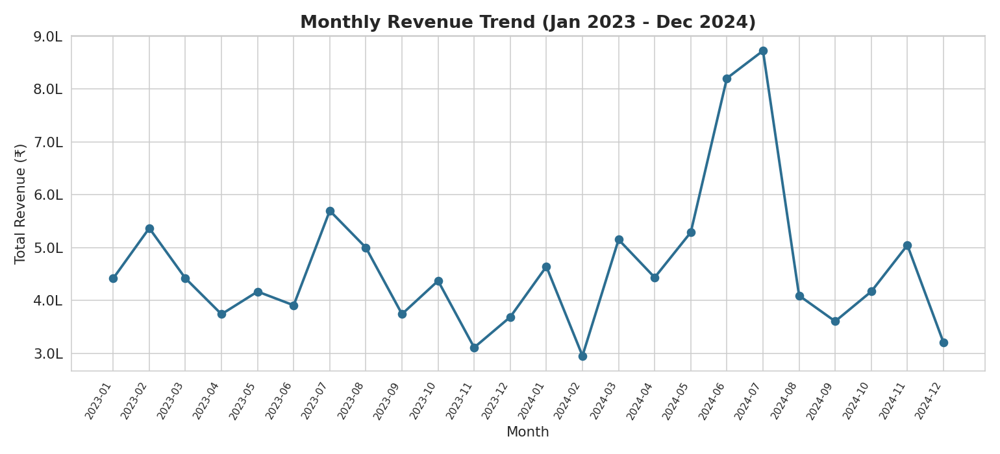 Monthly Revenue Trend (Jan 2023 - Dec 2024)
Total Revenue (₹)
9.0L
8.0L
7.0L
6.0L
5.0L
4.0L
3.0L
2023-01
2023-02
2023-03
2023-04
2023-05
2023-06
2023-07
2023-08
2023-09
2023-10
2023-11
2023-12
2024-01
2024-02
2024-03
2024-04
2024-05
2024-06
2024-07
2024-08
2024-09
2024-10
2024-11
2024-12
Month